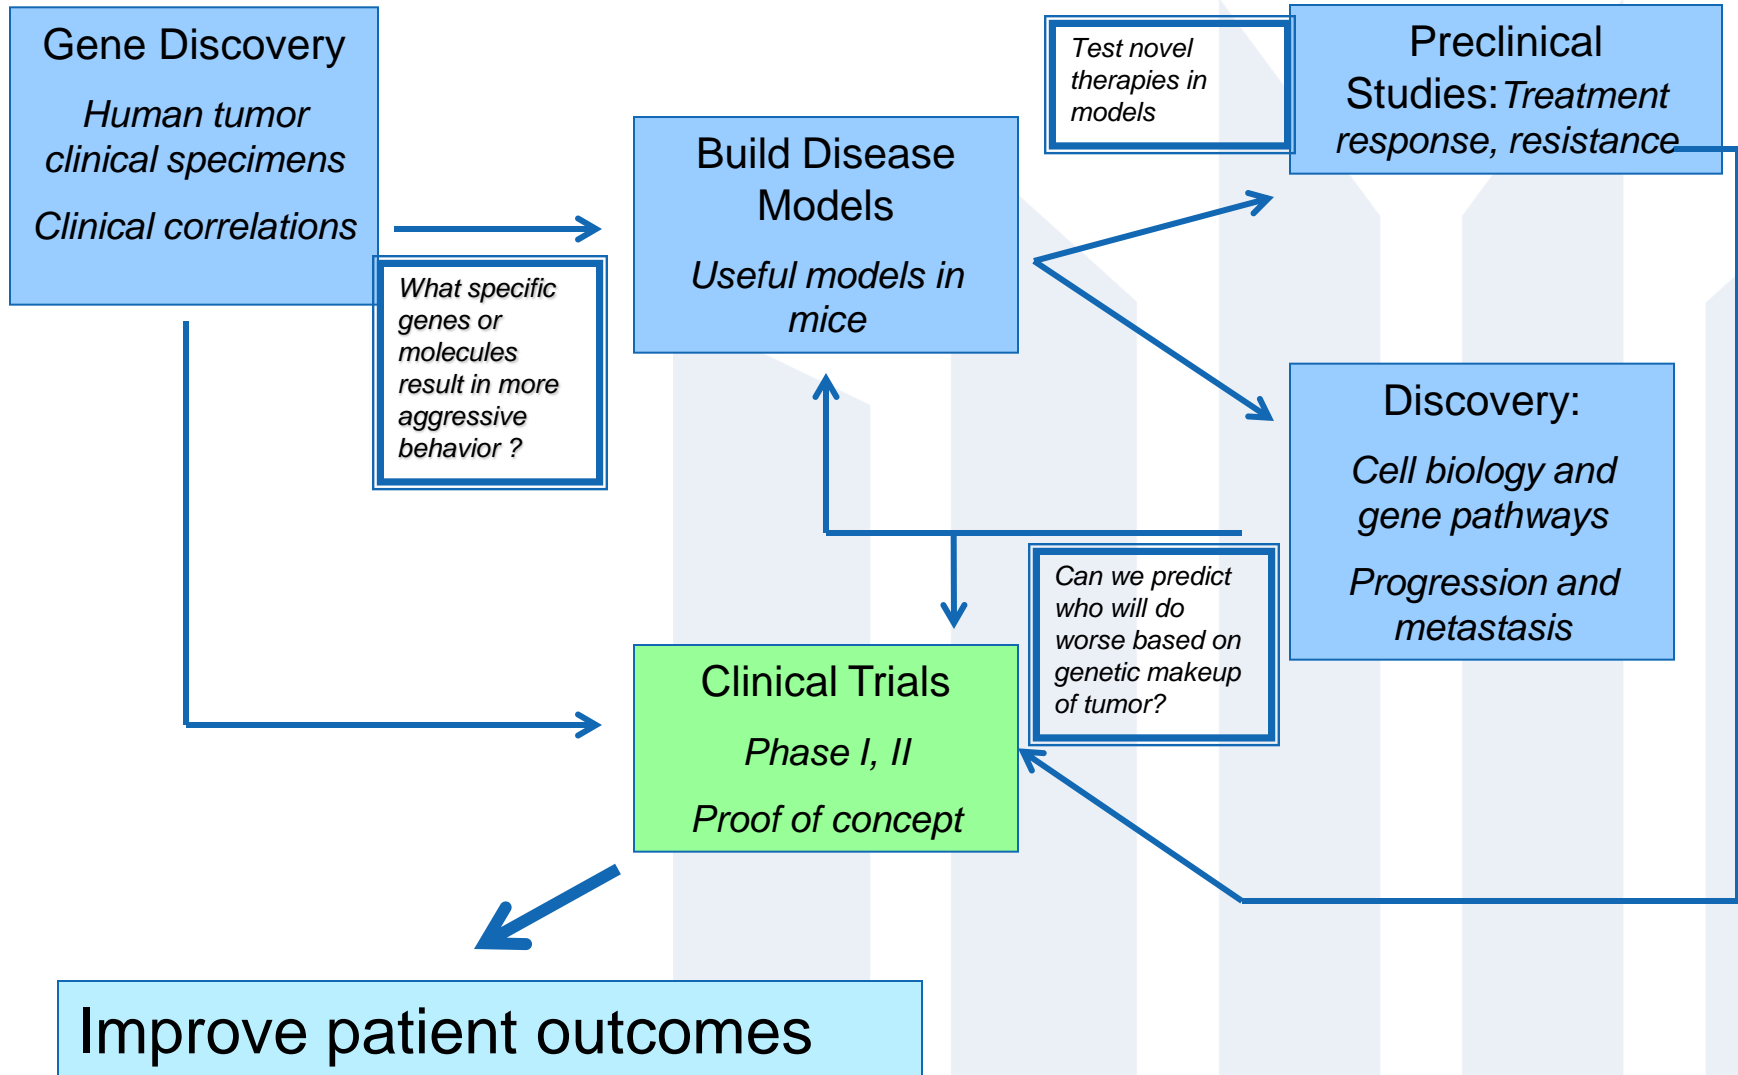 Gene Discovery
Human tumor
clinical specimens
Clinical correlations
What specific
genes or
molecules
result in more
aggressive
behavior ?
Build Disease
Models
Useful models in
mice
Test novel
therapies in
models
Preclinical
Studies: Treatment
response, resistance
Discovery:
Cell biology and
gene pathways
Progression and
metastasis
Can we predict
who will do
worse based on
genetic makeup
of tumor?
Clinical Trials
Phase I, II
Proof of concept
Improve patient outcomes